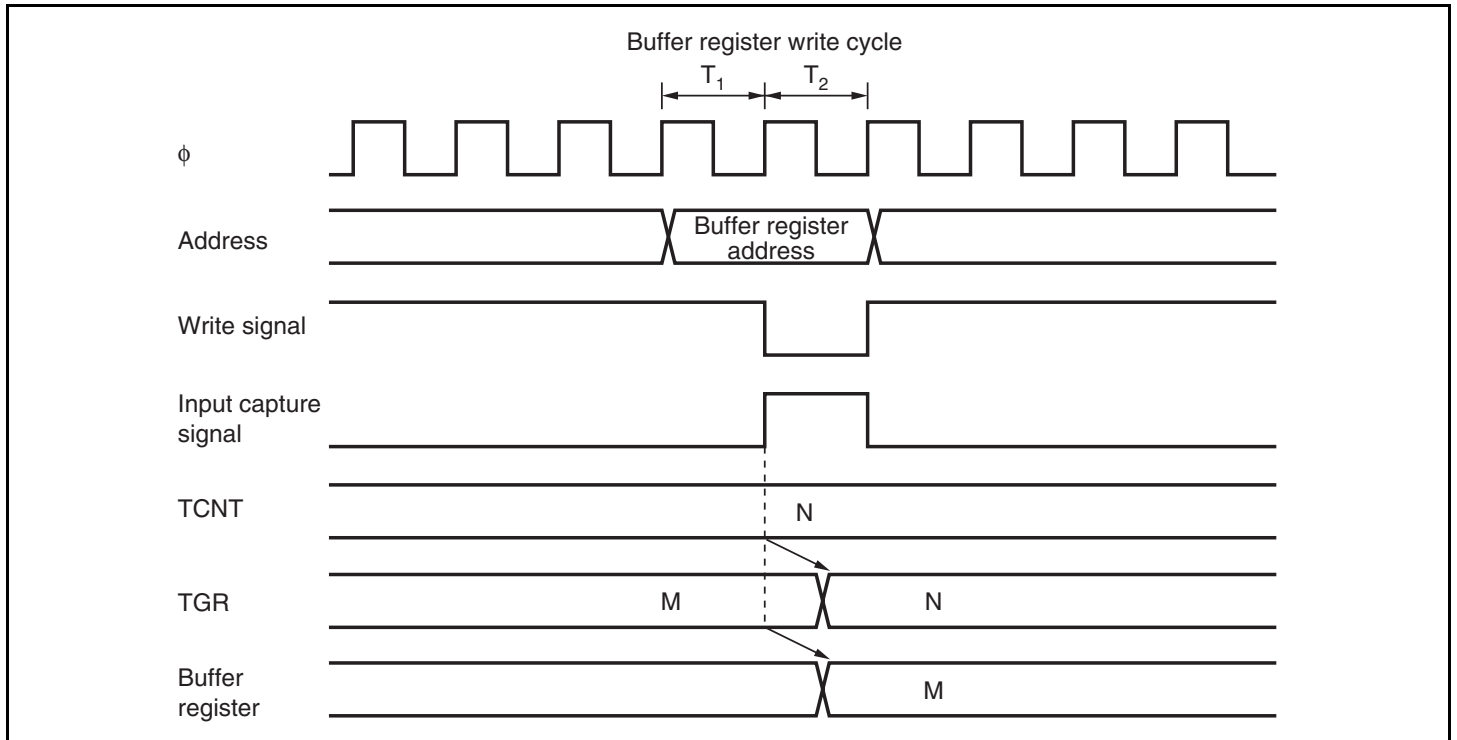 Buffer register write cycle
T1 T2
ϕ
Address
Buffer register
address
Write signal
Input capture
signal
TCNT
N
TGR
M N
Buffer
register
M